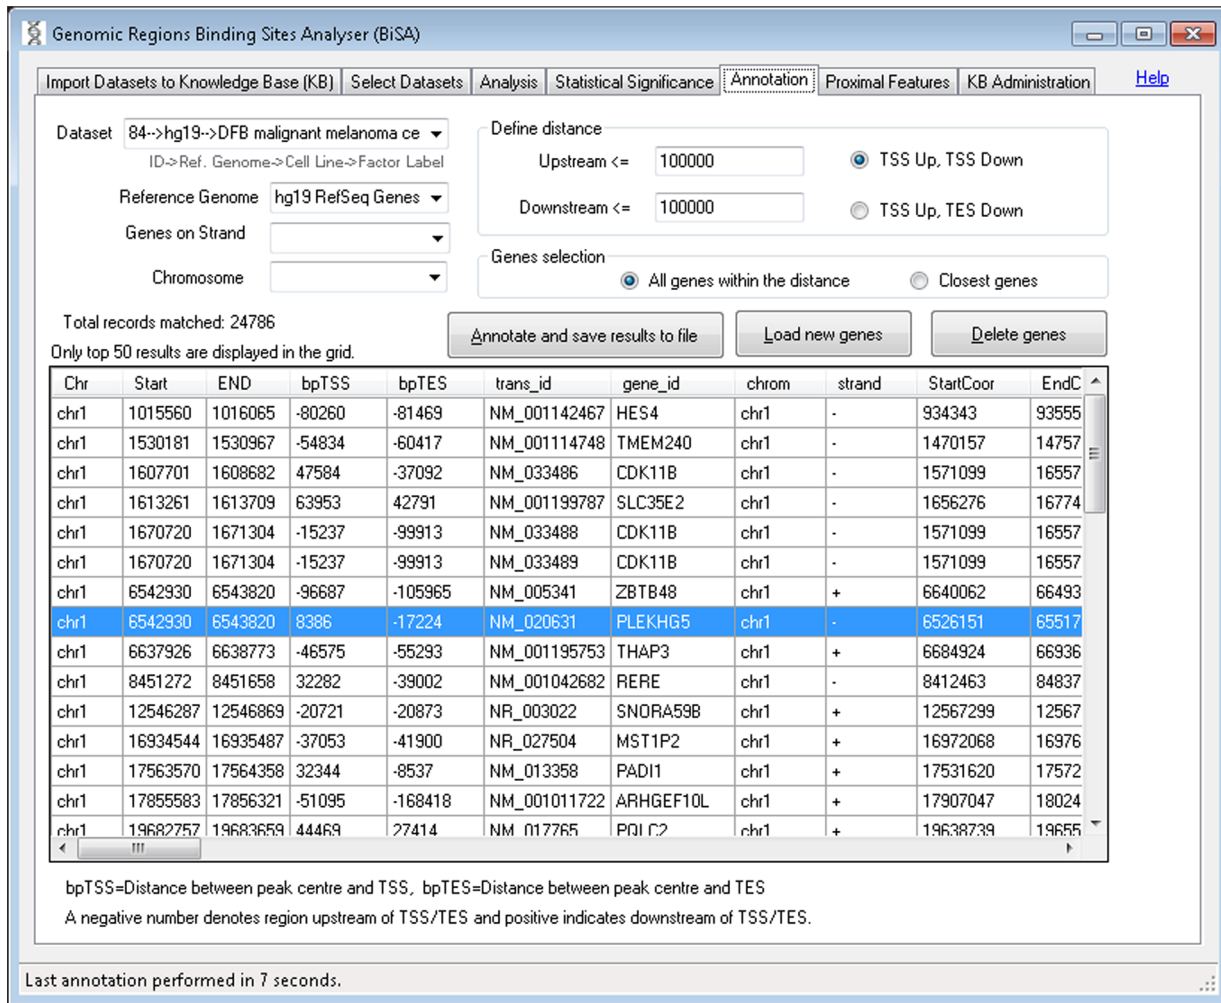 Genomic Regions Binding Sites Analyser (BiSA)
Import Datasets to Knowledge Base (KB) Select Datasets Analysis Statistical Significance Annotation Proximal Features KB Administration Help
Dataset 84-->hg19-->DFB malignant melanoma ce
ID->Ref. Genome->Cell Line->Factor Label
Reference Genome hg19 RefSeq Genes
Genes on Strand
Chromosome
Define distance
Upstream <= 100000 TSS Up, TSS Down
Downstream <= 100000 TSS Up, TES Down
Genes selection
All genes within the distance Closest genes
Total records matched: 24786
Only top 50 results are displayed in the grid.
Annotate and save results to file Load new genes Delete genes
Chr Start END bpTSS bpTES trans_id gene_id chrom strand StartCoor EndC
chr1 1015560 1016065 -80260 -81469 NM_001142467 HES4 chr1 - 934343 93555
chr1 1530181 1530967 -54834 -60417 NM_001114748 TMEM240 chr1 - 1470157 14757
chr1 1607701 1608682 47584 -37092 NM_033486 CDK11B chr1 - 1571099 16557
chr1 1613261 1613709 63953 42791 NM_001199787 SLC35E2 chr1 - 1656276 16774
chr1 1670720 1671304 -15237 -99913 NM_033488 CDK11B chr1 - 1571099 16557
chr1 1670720 1671304 -15237 -99913 NM_033489 CDK11B chr1 - 1571099 16557
chr1 6542930 6543820 -96687 -105965 NM_005341 ZBTB48 chr1 + 6640062 66493
chr1 6542930 6543820 8386 -17224 NM_020631 PLEKHG5 chr1 - 6526151 65517
chr1 6637926 6638773 -46575 -55293 NM_001195753 THAP3 chr1 + 6684924 66936
chr1 8451272 8451658 32282 -39002 NM_001042682 RERE chr1 - 8412463 84837
chr1 12546287 12546869 -20721 -20873 NR_003022 SNORA59B chr1 + 12567299 12567
chr1 16934544 16935487 -37053 -41900 NR_027504 MST1P2 chr1 + 16972068 16976
chr1 17563570 17564358 32344 -8537 NM_013358 PADI1 chr1 + 17531620 17572
chr1 17855583 17856321 -51095 -168418 NM_001011722 ARHGEF10L chr1 + 17907047 18024
chr1 19682757 19683659 44469 27414 NM_017765 PQLC2 chr1 + 19638739 19655
bpTSS=Distance between peak centre and TSS, bpTES=Distance between peak centre and TES
A negative number denotes region upstream of TSS/TES and positive indicates downstream of TSS/TES.
Last annotation performed in 7 seconds.